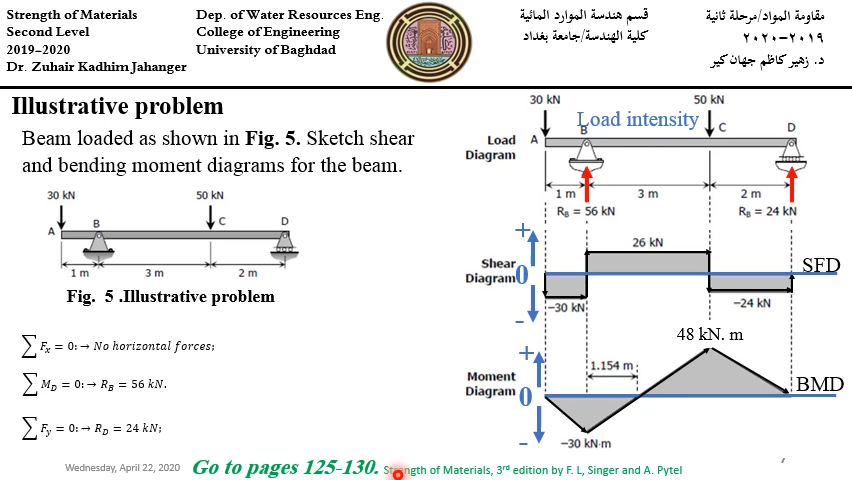 Strength of Materials
Second Level
2019-2020
Dr. Zuhair Kadhim Jahanger
Dep. of Water Resources Eng.
College of Engineering
University of Baghdad
قسم هندسة الموارد المائية
كلية الهندسة/جامعة بغداد
مقاومة المواد/مرحلة ثانية
٢٠١٩-٢٠٢٠
د. زهير كاظم جهان كير
Illustrative problem
Beam loaded as shown in Fig. 5. Sketch shear
and bending moment diagrams for the beam.
30 kN
50 kN
A
B
C
D
1 m
3 m
2 m
Fig. 5 .Illustrative problem
∑ Fx = 0: → No horizontal forces;
∑ MD = 0: → RB = 56 kN.
∑ Fy = 0: → RD = 24 kN;
30 kN
50 kN
Load intensity
Load
Diagram
A
B
C
D
1 m
3 m
2 m
RB = 56 kN
RB = 24 kN
+
26 kN
Shear
Diagram
0
SFD
-30 kN
-24 kN
-
48 kN. m
+
1.154 m
Moment
Diagram
0
BMD
-
-30 kN·m
Wednesday, April 22, 2020
Go to pages 125-130. Strength of Materials, 3rd edition by F. L, Singer and A. Pytel